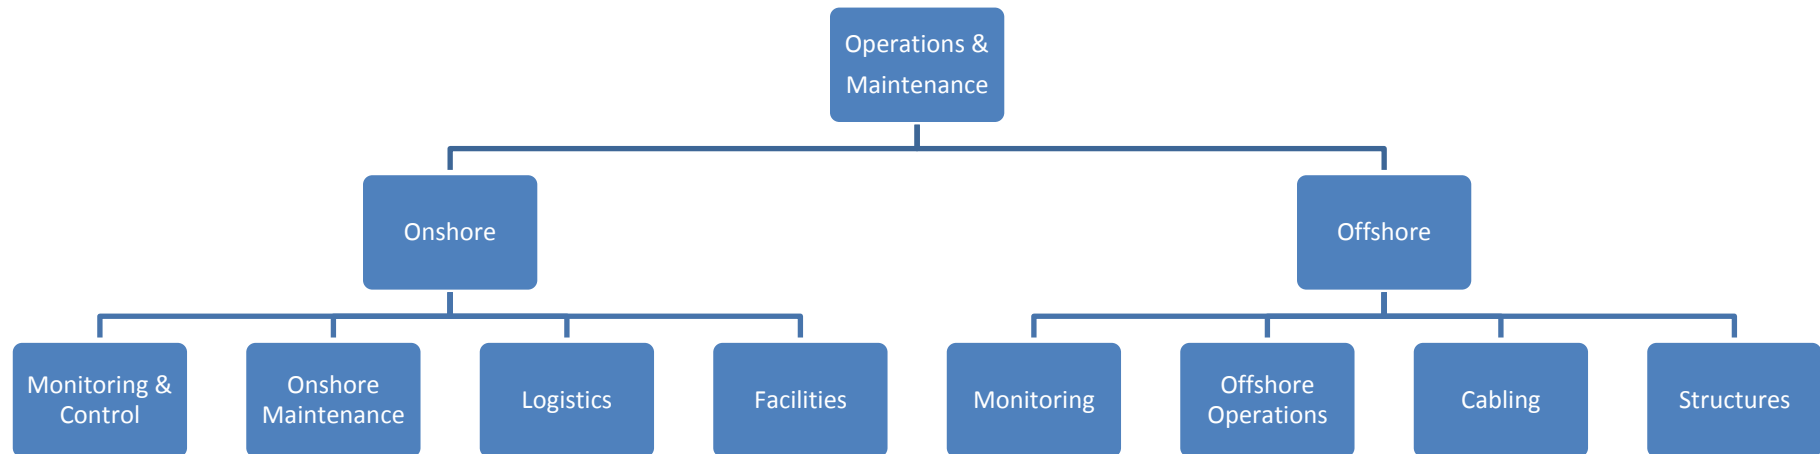 Operations &
Maintenance
Onshore
Offshore
Monitoring &
Control
Onshore
Maintenance
Logistics
Facilities
Monitoring
Offshore
Operations
Cabling
Structures